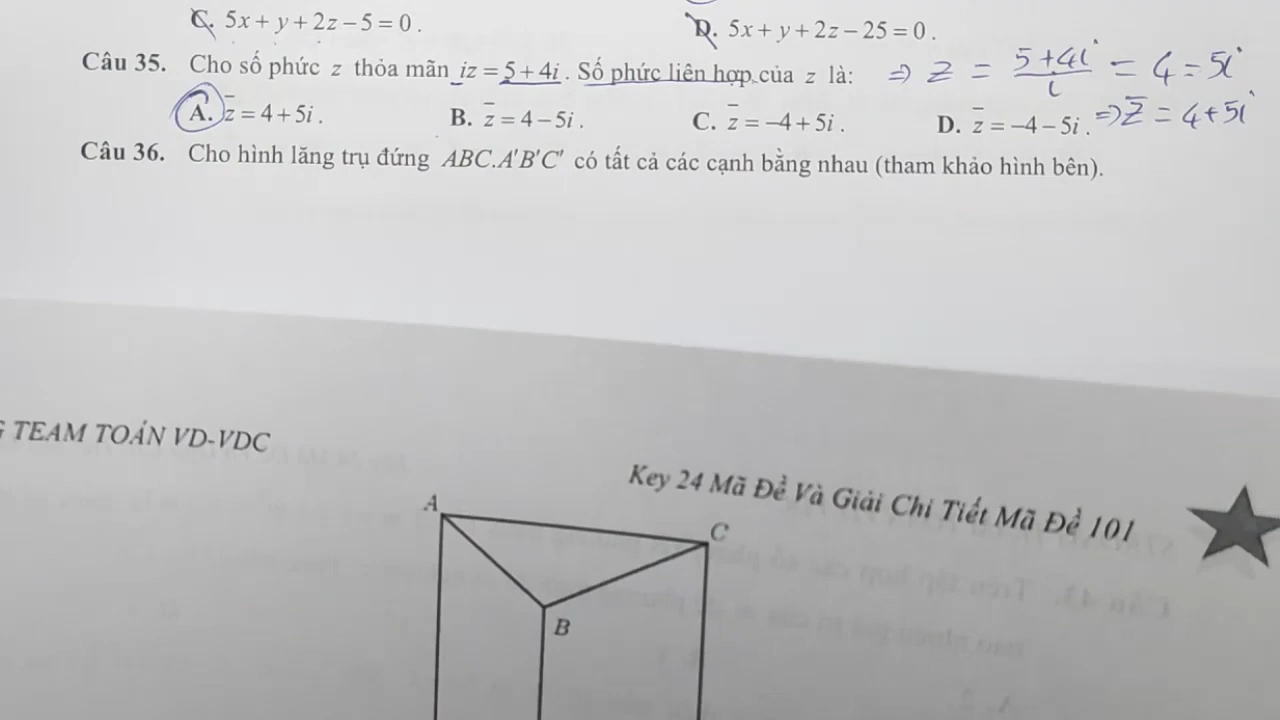 C. 5x + y + 2z − 5 = 0 . D. 5x + y + 2z − 25 = 0 .
Câu 35. Cho số phức z thỏa mãn iz = 5 + 4i . Số phức liên hợp của z là: ⇒ z = (5+4i)/i = 4 = 5i
A. z̅ = 4 + 5i . B. z̅ = 4 − 5i . C. z̅ = −4 + 5i . D. z̅ = −4 − 5i . ⇒ z̅ = 4+5i
Câu 36. Cho hình lăng trụ đứng ABC.A'B'C' có tất cả các cạnh bằng nhau (tham khảo hình bên).
TEAM TOÁN VD-VDC
Key 24 Mã Đề Và Giải Chi Tiết Mã Đề 101
A
C
B